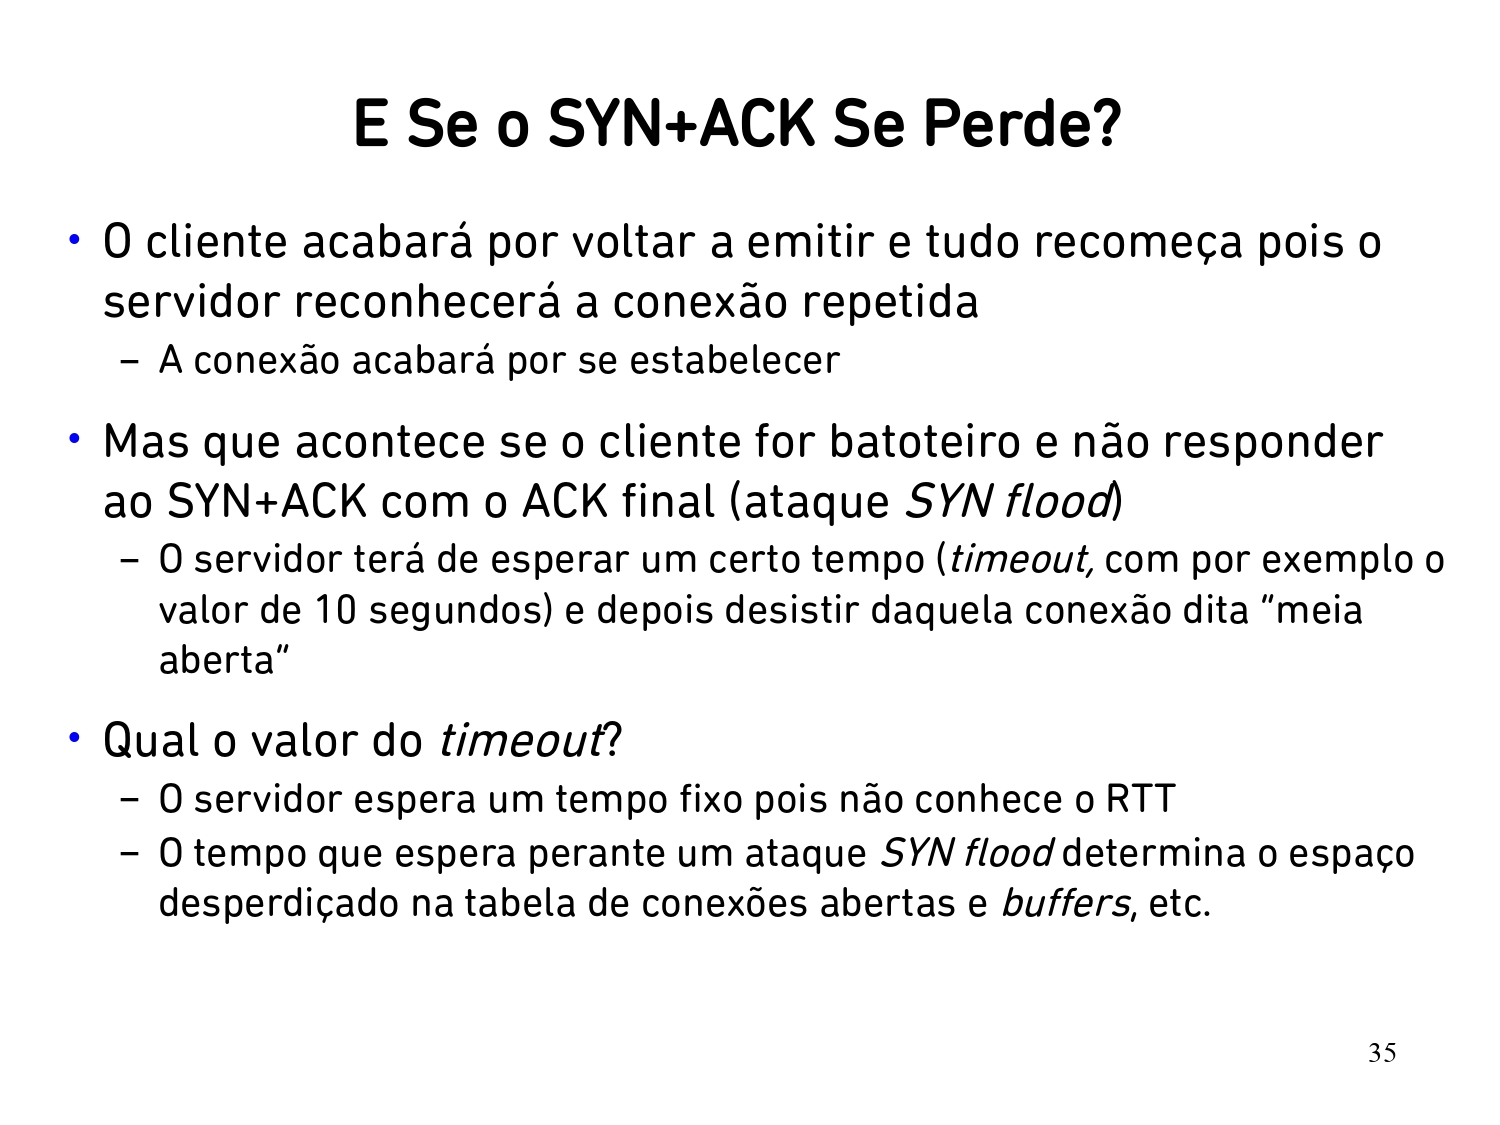 E Se o SYN+ACK Se Perde?
• O cliente acabará por voltar a emitir e tudo recomeça pois o
servidor reconhecerá a conexão repetida
– A conexão acabará por se estabelecer
• Mas que acontece se o cliente for batoteiro e não responder
ao SYN+ACK com o ACK final (ataque SYN flood)
– O servidor terá de esperar um certo tempo (timeout, com por exemplo o
valor de 10 segundos) e depois desistir daquela conexão dita “meia
aberta”
• Qual o valor do timeout?
– O servidor espera um tempo fixo pois não conhece o RTT
– O tempo que espera perante um ataque SYN flood determina o espaço
desperdiçado na tabela de conexões abertas e buffers, etc.
35